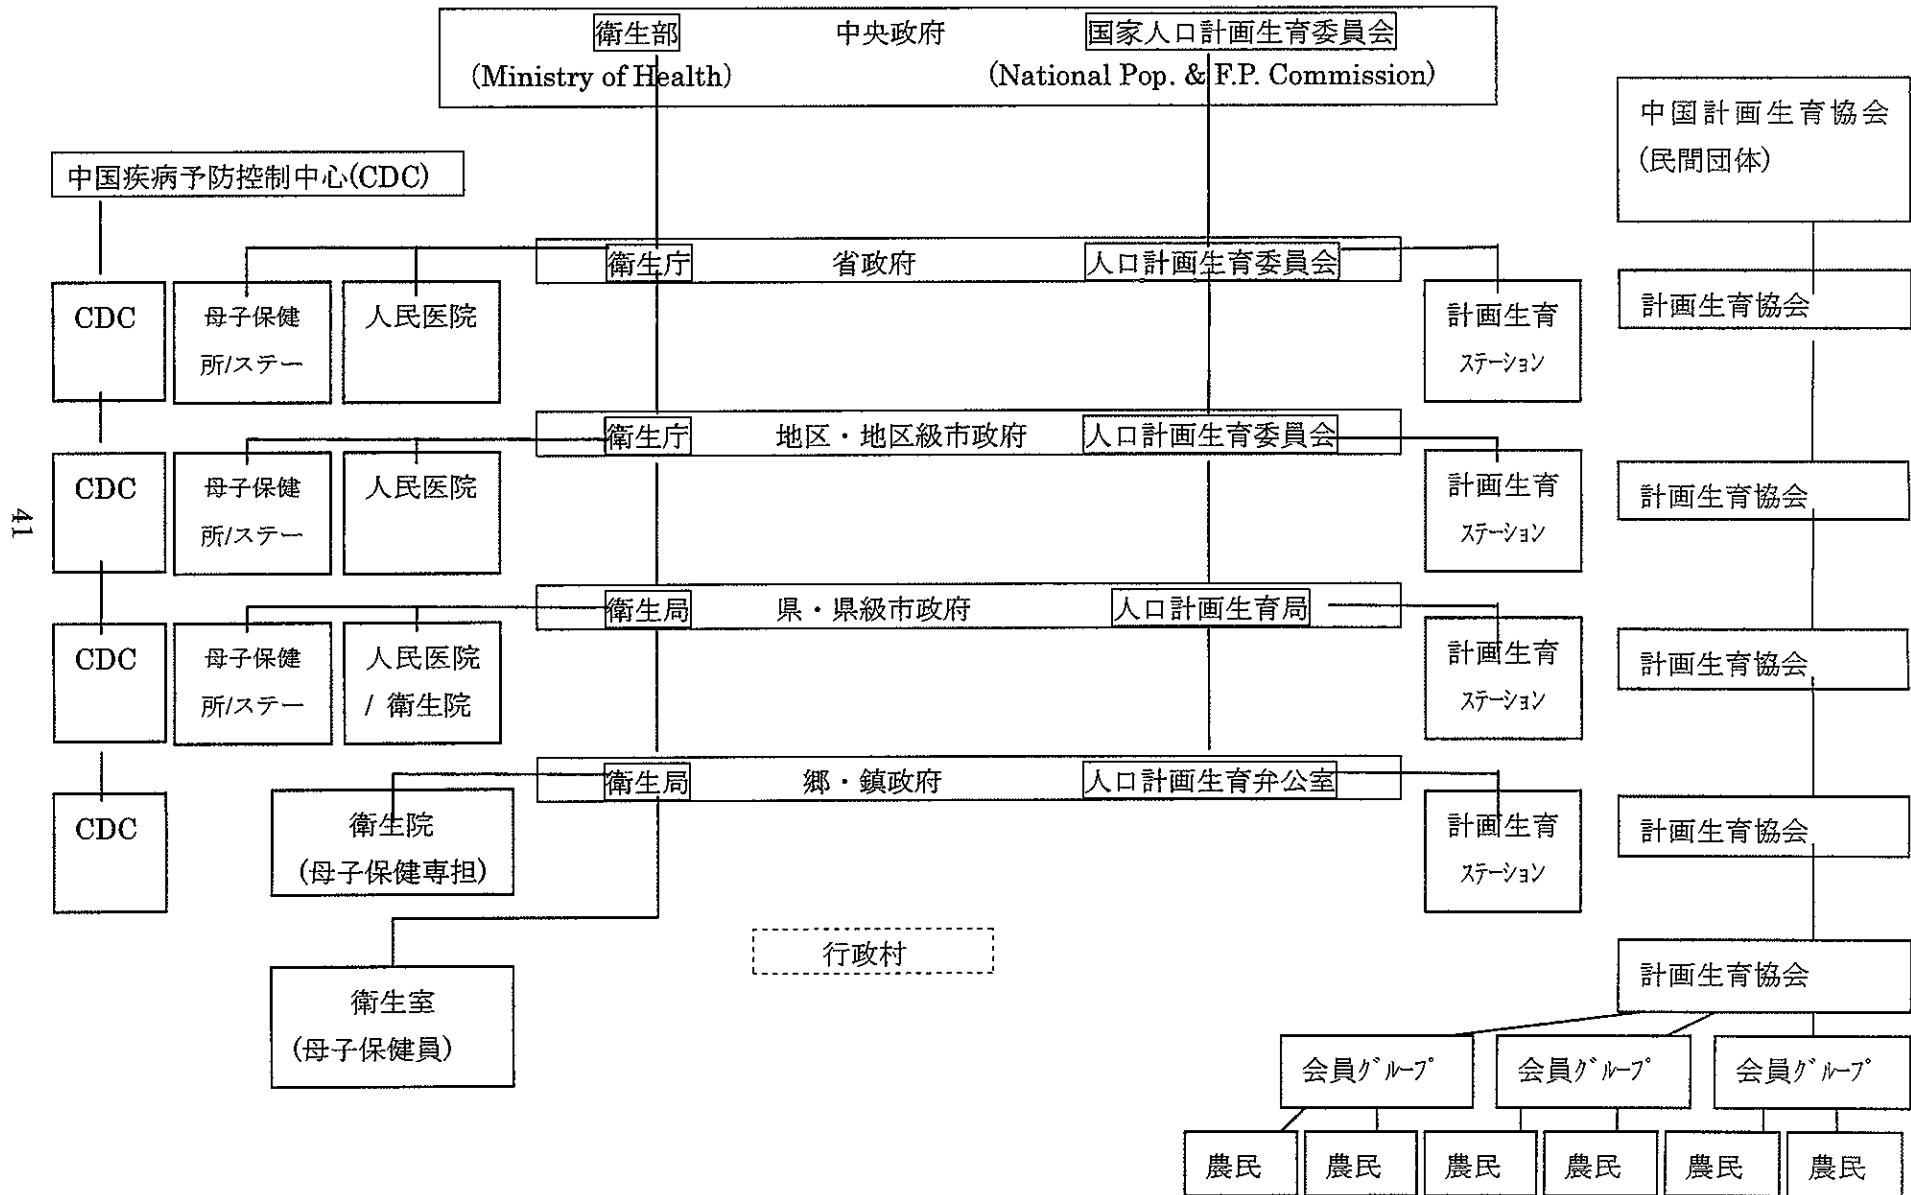 衛生部 中央政府 国家人口計画生育委員会
(Ministry of Health) (National Pop. & F.P. Commission)
中国計画生育協会
(民間団体)
中国疾病予防控制中心(CDC)
衛生庁 省政府 人口計画生育委員会
CDC 母子保健 人民医院 計画生育 計画生育協会
所/ステー ステーション
衛生庁 地区・地区級市政府 人口計画生育委員会
CDC 母子保健 人民医院 計画生育 計画生育協会
所/ステー ステーション
41
衛生局 県・県級市政府 人口計画生育局
CDC 母子保健 人民医院 計画生育 計画生育協会
所/ステー / 衛生院 ステーション
衛生局 郷・鎮政府 人口計画生育弁公室
CDC 衛生院 計画生育 計画生育協会
(母子保健専担) ステーション
行政村
計画生育協会
衛生室
(母子保健員)
会員グループ 会員グループ 会員グループ
農民 農民 農民 農民 農民 農民